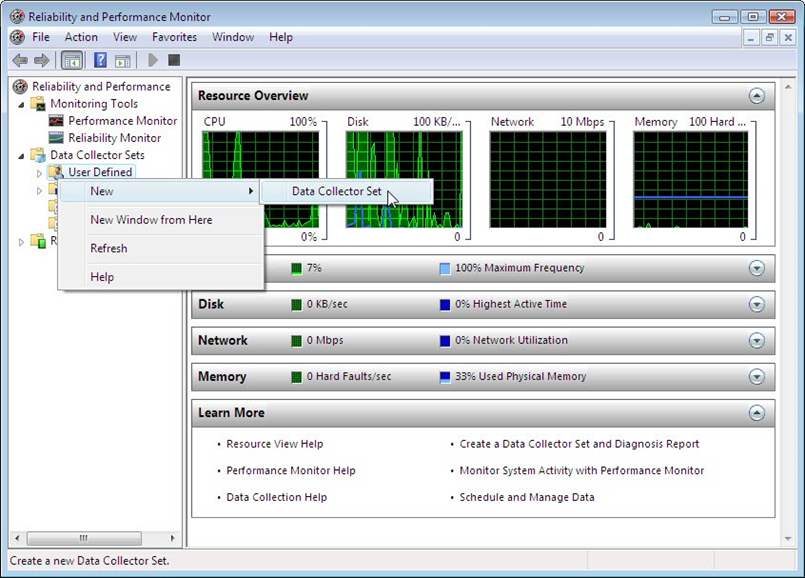 Reliability and Performance Monitor
File Action View Favorites Window Help
Reliability and Performance
Monitoring Tools
Performance Monitor
Reliability Monitor
Data Collector Sets
User Defined
New
Data Collector Set
New Window from Here
Refresh
Help
R
Resource Overview
CPU 100%
Disk 100 KB/...
Network 10 Mbps
Memory 100 Hard ...
0%
0
0
0
7% 100% Maximum Frequency
Disk 0 KB/sec 0% Highest Active Time
Network 0 Mbps 0% Network Utilization
Memory 0 Hard Faults/sec 33% Used Physical Memory
Learn More
• Resource View Help • Create a Data Collector Set and Diagnosis Report
• Performance Monitor Help • Monitor System Activity with Performance Monitor
• Data Collection Help • Schedule and Manage Data
Create a new Data Collector Set.